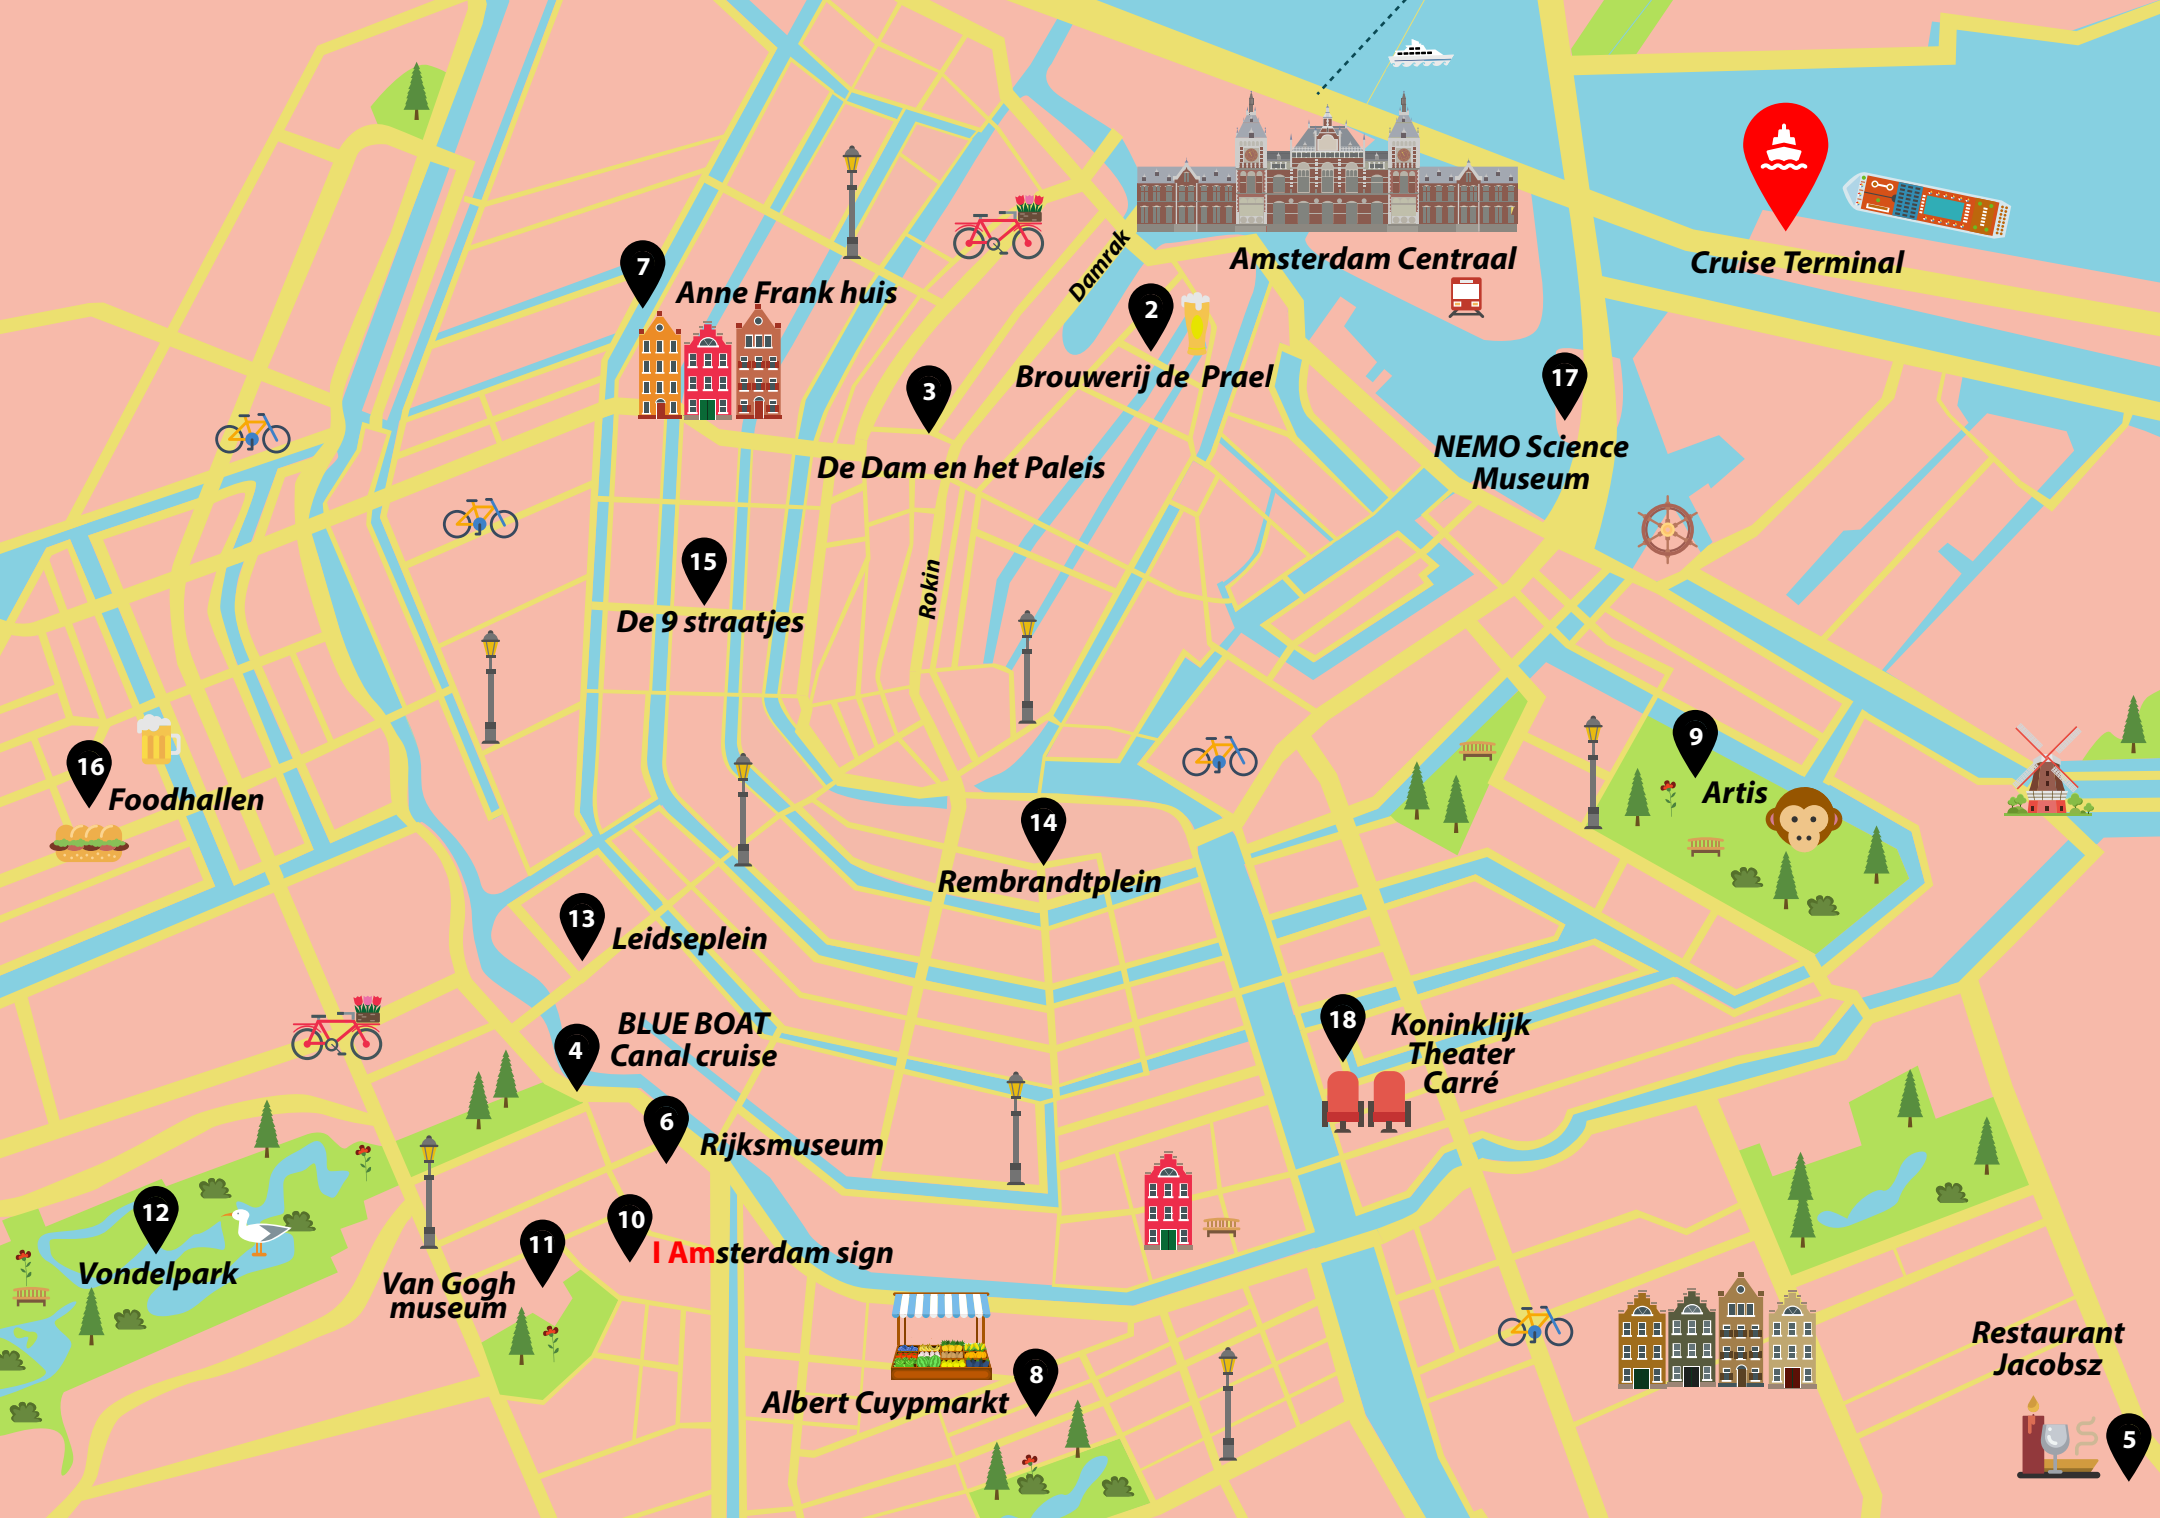 Amsterdam Centraal
Cruise Terminal
7
Anne Frank huis
Damrak
2
Brouwerij de Prael
3
De Dam en het Paleis
17
NEMO Science
Museum
15
De 9 straatjes
Rokin
16
Foodhallen
9
Artis
14
Rembrandtplein
13
Leidseplein
BLUE BOAT
Canal cruise
4
18
Koninklijk
Theater
Carré
6
Rijksmuseum
12
Vondelpark
11
Van Gogh
museum
10
I Amsterdam sign
8
Albert Cuypmarkt
Restaurant
Jacobsz
5